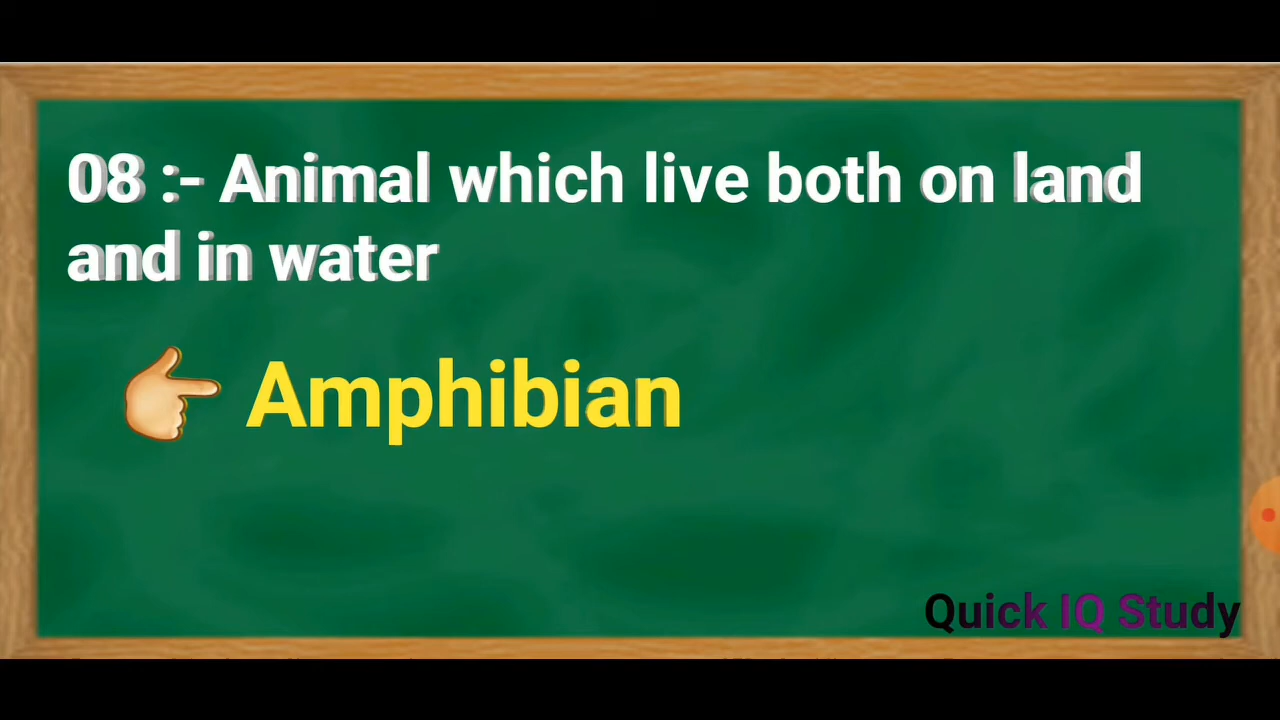 08 :- Animal which live both on land
and in water
👉 Amphibian
Quick IQ Study